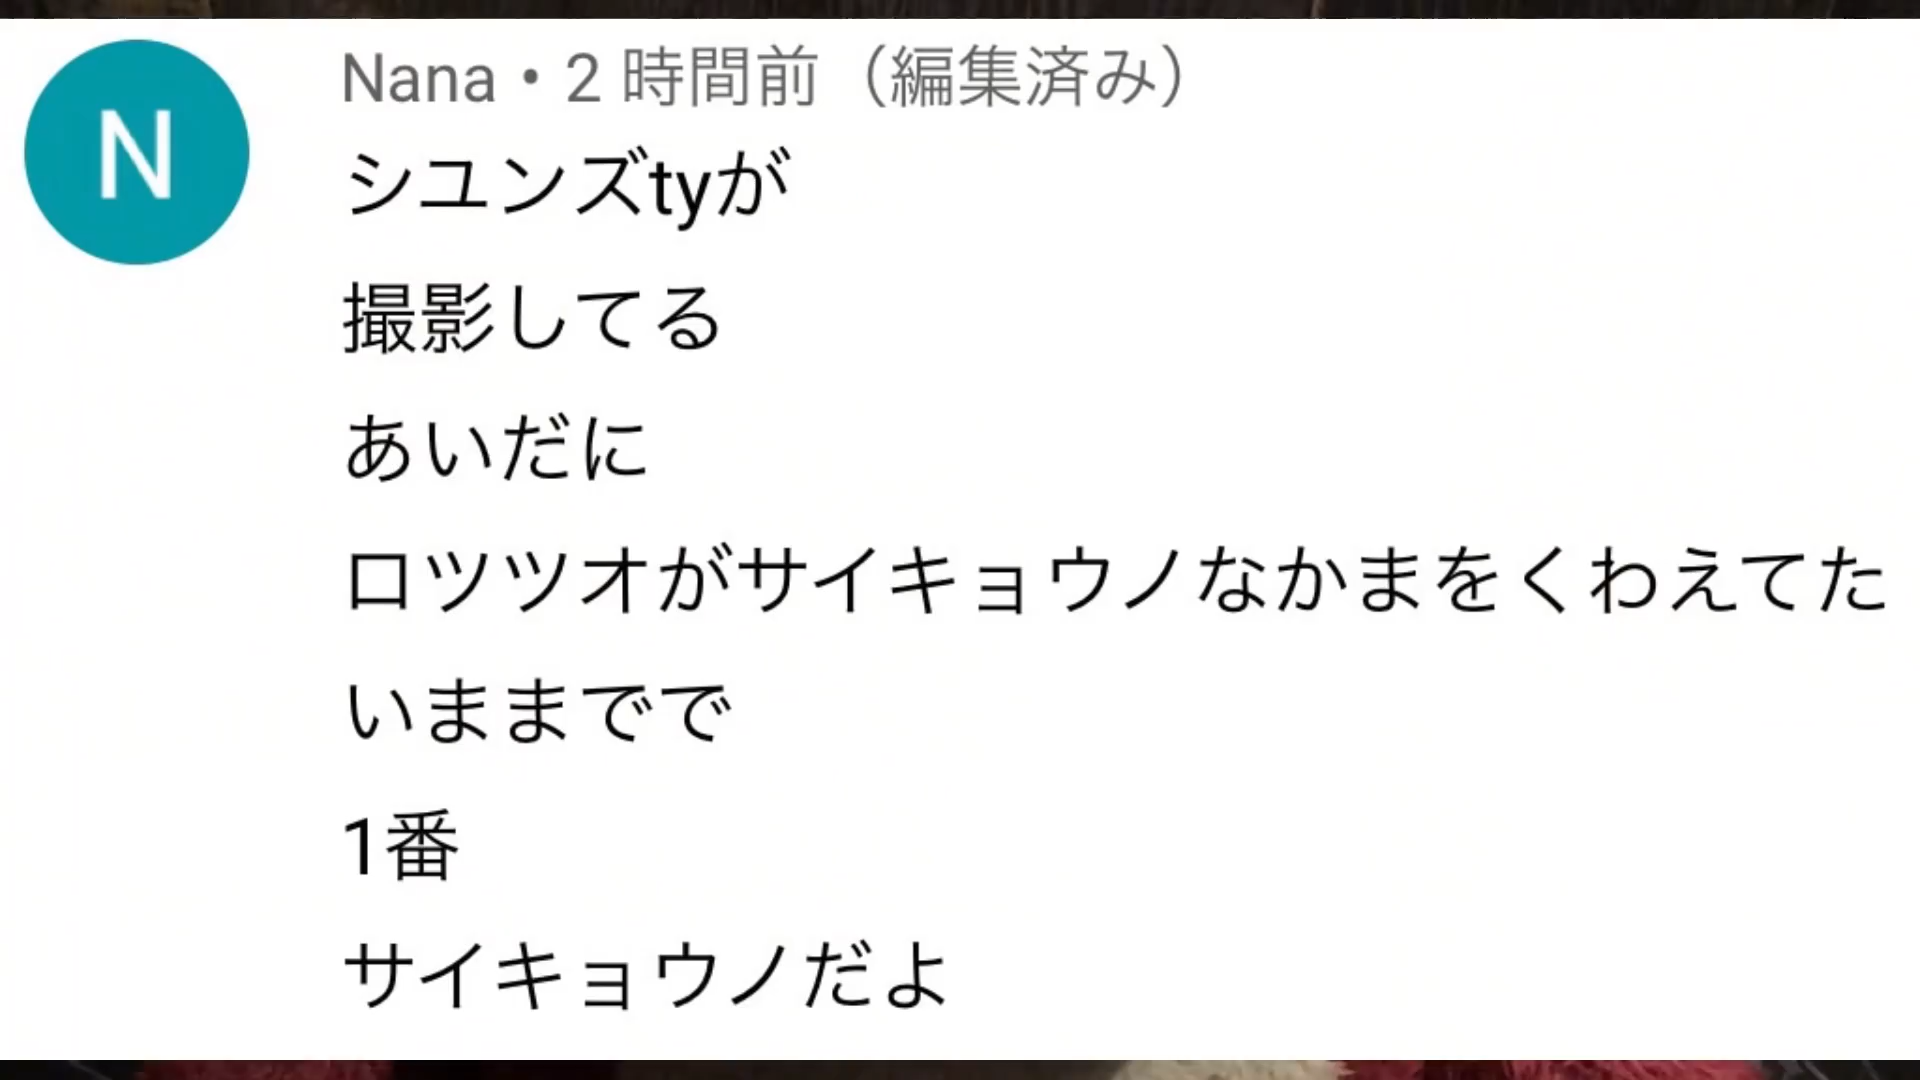 N
Nana・2 時間前（編集済み）
シユンズtyが
撮影してる
あいだに
ロツツオがサイキョウノなかまをくわえてた
いままでで
1番
サイキョウノだよ